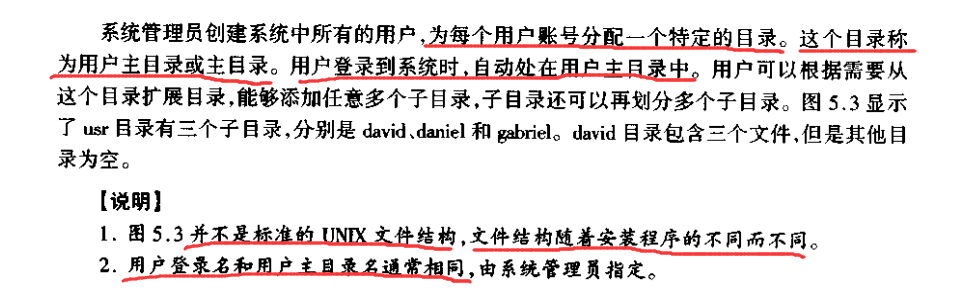 系统管理员创建系统中所有的用户,为每个用户账号分配一个特定的目录。这个目录称
为用户主目录或主目录。用户登录到系统时,自动处在用户主目录中。用户可以根据需要从
这个目录扩展目录,能够添加任意多个子目录,子目录还可以再划分多个子目录。图 5.3 显示
了 usr 目录有三个子目录,分别是 david、daniel 和 gabriel。david 目录包含三个文件,但是其他目
录为空。
【说明】
1. 图 5.3 并不是标准的 UNIX 文件结构,文件结构随着安装程序的不同而不同。
2. 用户登录名和用户主目录名通常相同,由系统管理员指定。